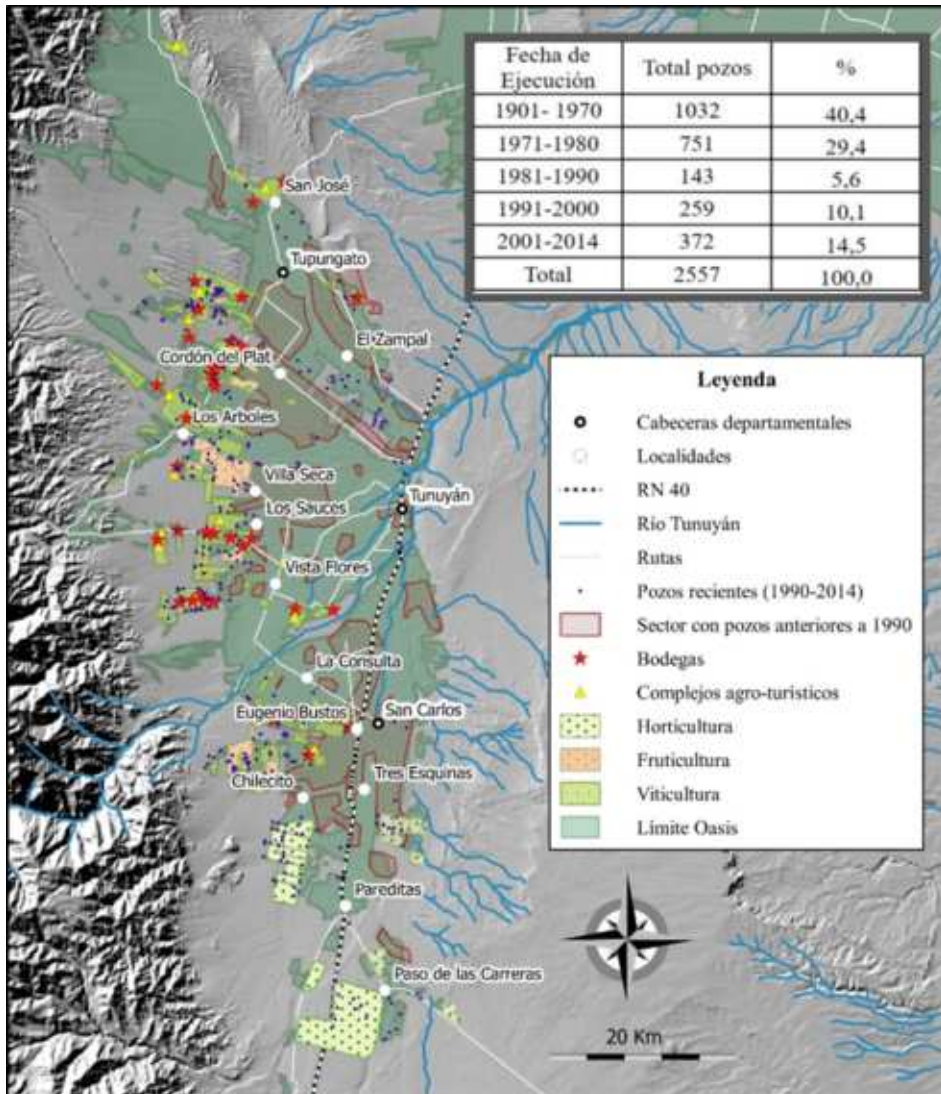 Fecha de Ejecución Total pozos %
1901- 1970 1032 40,4
1971-1980 751 29,4
1981-1990 143 5,6
1991-2000 259 10,1
2001-2014 372 14,5
Total 2557 100,0
San José
Tupungato
El Zampal
Cordón del Plat
Los Arboles
Villa Seca
Los Sauces
Tunuyán
Vista Flores
La Consulta
Eugenio Bustos
San Carlos
Chilecito
Tres Esquinas
Pareditas
Paso de las Carreras
Leyenda
Cabeceras departamentales
Localidades
RN 40
Río Tunuyán
Rutas
Pozos recientes (1990-2014)
Sector con pozos anteriores a 1990
Bodegas
Complejos agro-turísticos
Horticultura
Fruticultura
Viticultura
Límite Oasis
20 Km